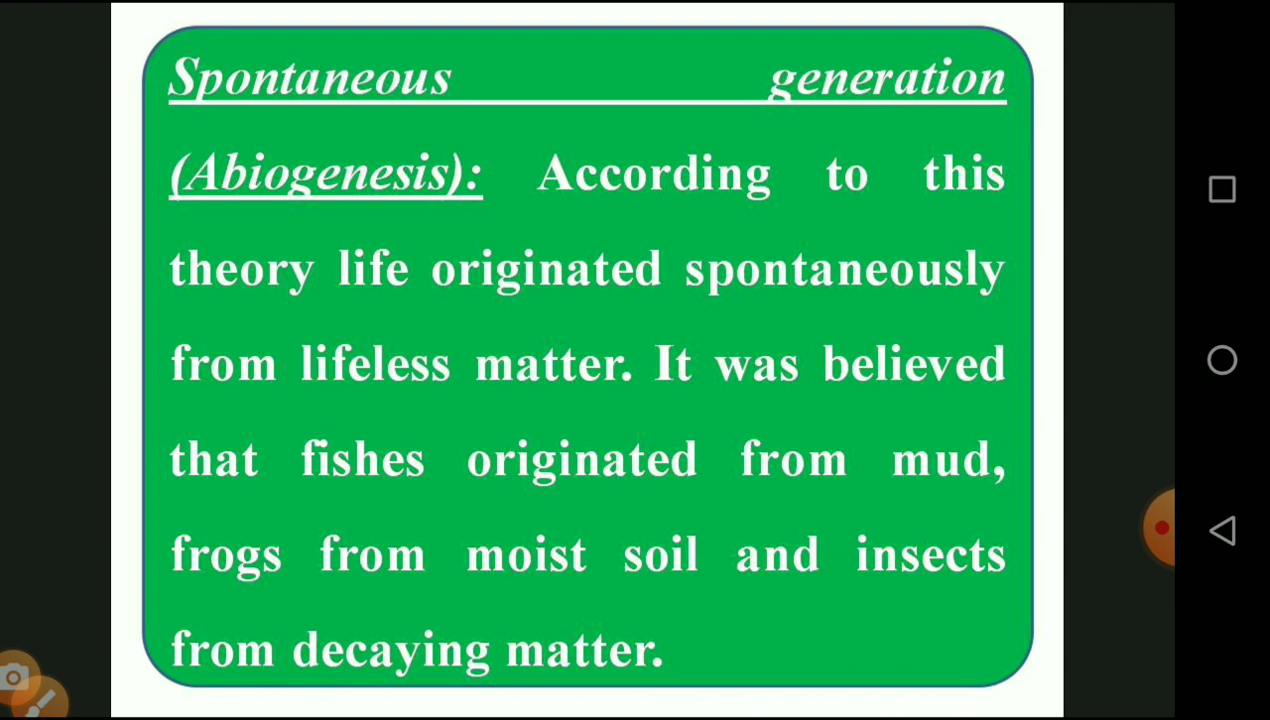 Spontaneous generation
(Abiogenesis): According to this
theory life originated spontaneously
from lifeless matter. It was believed
that fishes originated from mud,
frogs from moist soil and insects
from decaying matter.